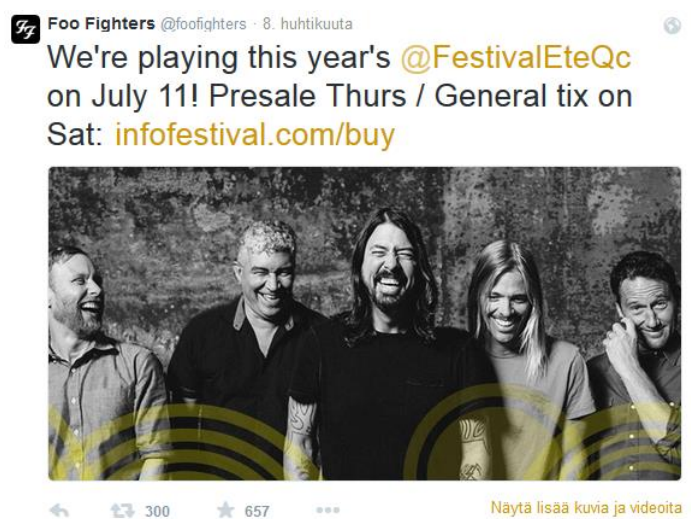 Foo Fighters @foofighters · 8. huhtikuuta
We're playing this year's @FestivalEteQc
on July 11! Presale Thurs / General tix on
Sat: infofestival.com/buy
300 657
Näytä lisää kuvia ja videoita